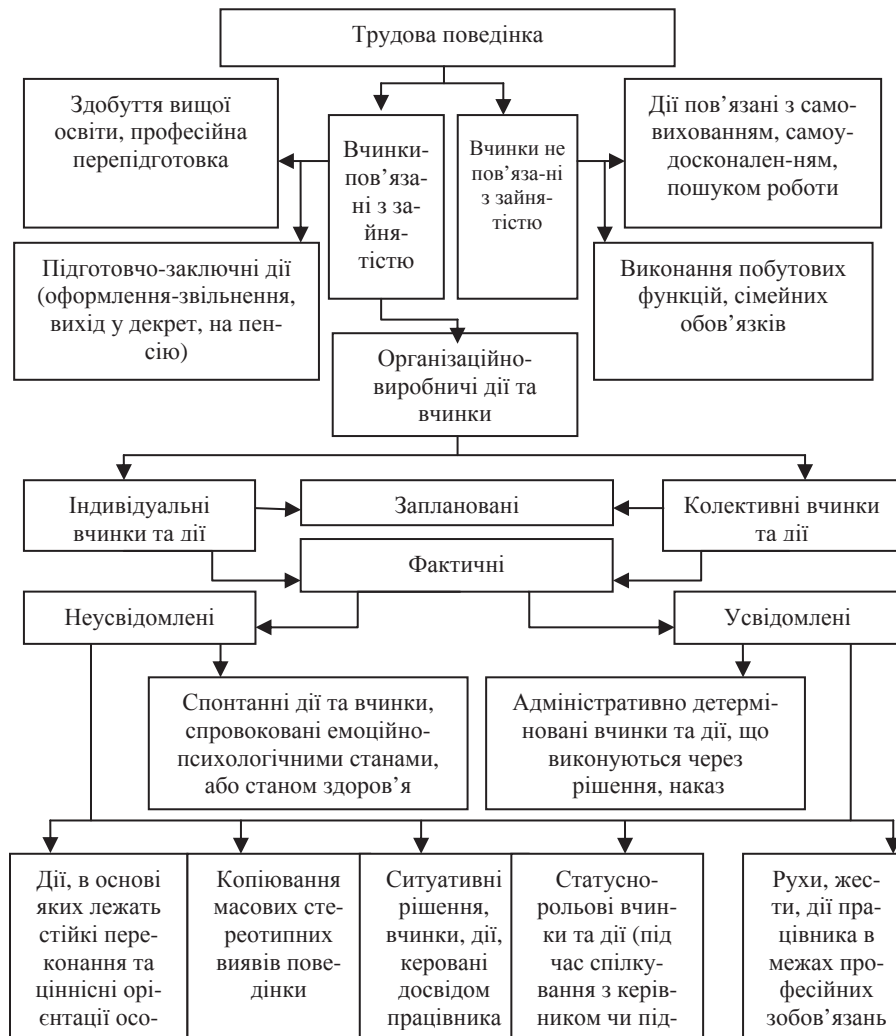 Трудова поведінка
Здобуття вищої
освіти, професійна
перепідготовка
Вчинки-
пов’яза-
ні з за-
йня-
тістю
Вчинки не
пов’яза-ні
з зайня-
тістю
Дії пов’язані з само-
вихованням, самоу-
досконален-ням,
пошуком роботи
Підготовчо-заключні дії
(оформлення-звільнення,
вихід у декрет, на пен-
сію)
Виконання побутових
функцій, сімейних
обов’язків
Організаційно-
виробничі дії та
вчинки
Індивідуальні
вчинки та дії
Заплановані
Колективні вчинки
та дії
Фактичні
Неусвідомлені
Усвідомлені
Спонтанні дії та вчинки,
спровоковані емоційно-
психологічними станами,
або станом здоров’я
Адміністративно детермі-
новані вчинки та дії, що
виконуються через
рішення, наказ
Дії, в основі
яких лежать
стійкі пере-
конання та
ціннісні орі-
єнтації осо-
Копіювання
масових сте-
реотипних
виявів пове-
дінки
Ситуативні
рішення,
вчинки, дії,
керовані
досвідом
працівника
Статусно-
рольові вчин-
ки та дії (під
час спілку-
вання з керів-
ником чи під-
Рухи, жес-
ти, дії пра-
цівника в
межах про-
фесійних
зобов’язань